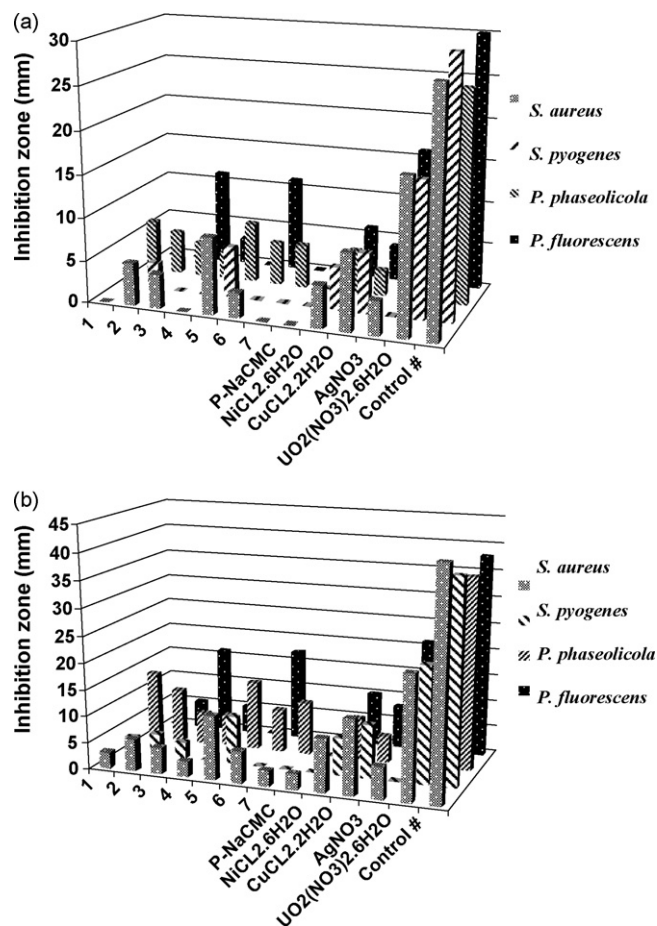 (a)
30
25
20
15
10
5
0
Inhibition zone (mm)
1
2
3
4
5
6
7
P-NaCMC
NiCL2.6H2O
CuCL2.2H2O
AgNO3
UO2(NO3)2.6H2O
Control #
S. aureus
S. pyogenes
P. phaseolicola
P. fluorescens
(b)
45
40
35
30
25
20
15
10
5
0
Inhibition zone (mm)
1
2
3
4
5
6
7
P-NaCMC
NiCL2.6H2O
CuCL2.2H2O
AgNO3
UO2(NO3)2.6H2O
Control #
S. aureus
S. pyogenes
P. phaseolicola
P. fluorescens